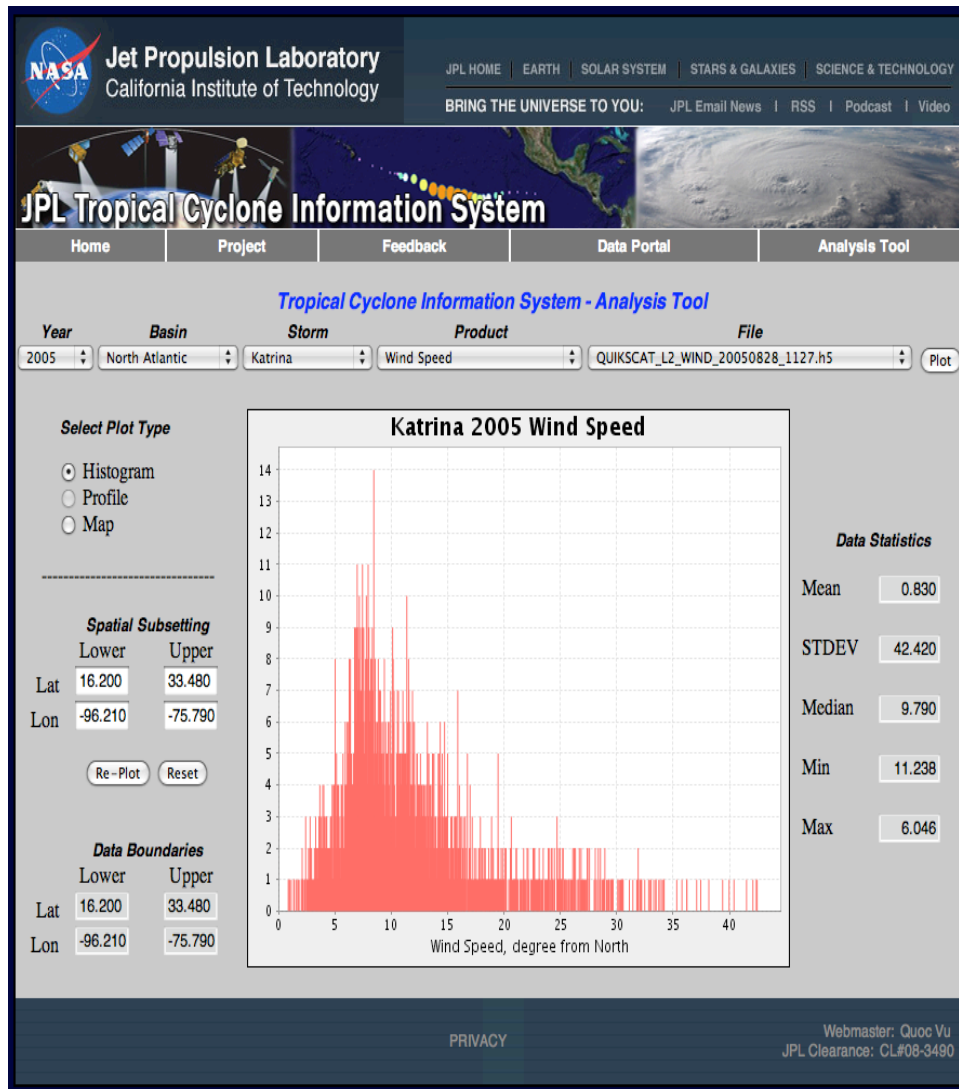 NASA
Jet Propulsion Laboratory
California Institute of Technology
JPL HOME | EARTH | SOLAR SYSTEM | STARS & GALAXIES | SCIENCE & TECHNOLOGY
BRING THE UNIVERSE TO YOU: JPL Email News | RSS | Podcast | Video
JPL Tropical Cyclone Information System
Home Project Feedback Data Portal Analysis Tool
Tropical Cyclone Information System - Analysis Tool
Year Basin Storm Product File
2005 North Atlantic Katrina Wind Speed QUIKSCAT_L2_WIND_20050828_1127.h5 Plot
Select Plot Type
Histogram
Profile
Map
----------------------------------
Spatial Subsetting
Lower Upper
Lat 16.200 33.480
Lon -96.210 -75.790
Re-Plot Reset
Data Boundaries
Lower Upper
Lat 16.200 33.480
Lon -96.210 -75.790
Katrina 2005 Wind Speed
14
13
12
11
10
9
8
7
6
5
4
3
2
1
0
0 5 10 15 20 25 30 35 40
Wind Speed, degree from North
Data Statistics
Mean 0.830
STDEV 42.420
Median 9.790
Min 11.238
Max 6.046
PRIVACY
Webmaster: Quoc Vu
JPL Clearance: CL#08-3490